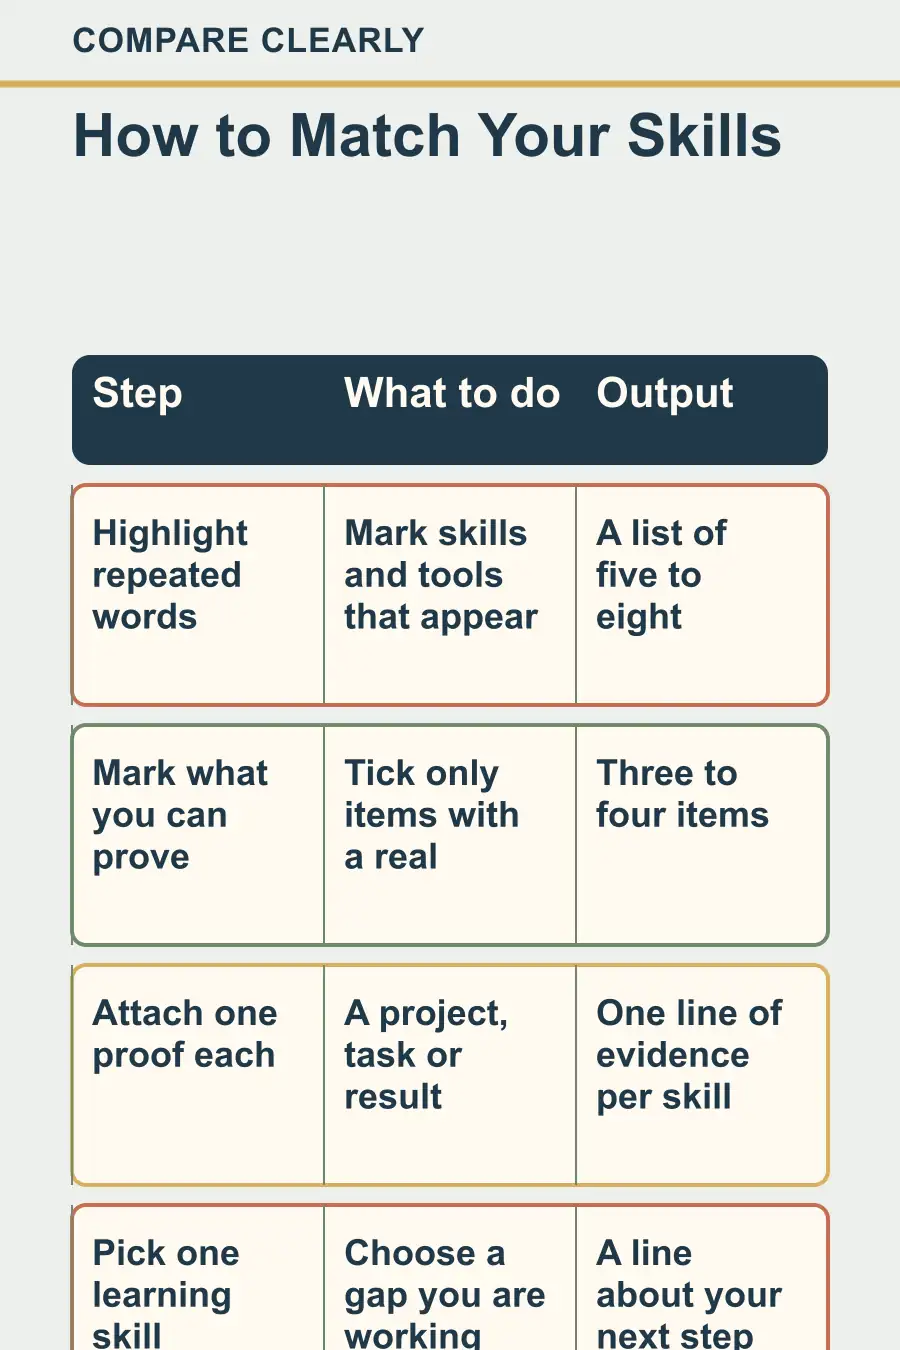 COMPARE CLEARLY
How to Match Your Skills
Step
What to do
Output
Highlight
repeated
words
Mark skills
and tools
that appear
A list of
five to
eight
Mark what
you can
prove
Tick only
items with
a real
Three to
four items
Attach one
proof each
A project,
task or
result
One line of
evidence
per skill
Pick one
learning
skill
Choose a
gap you are
working
A line
about your
next step